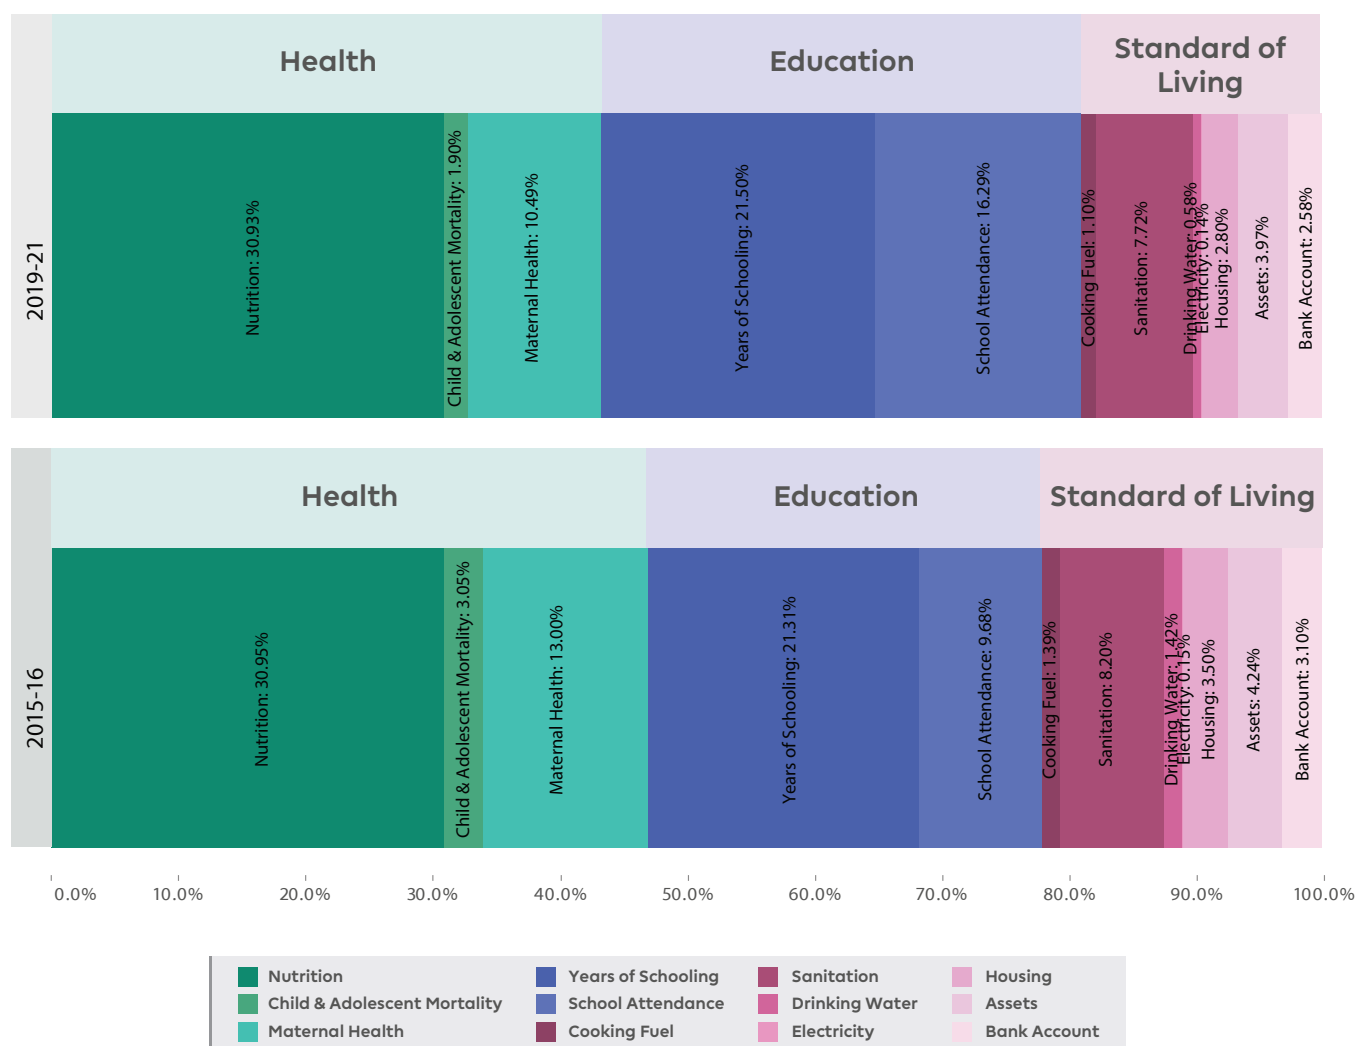 Health
Education
Standard of
Living
2019-21
Nutrition: 30.93%
Child & Adolescent Mortality: 1.90%
Maternal Health: 10.49%
Years of Schooling: 21.50%
School Attendance: 16.29%
Cooking Fuel: 1.10%
Sanitation: 7.72%
Drinking Water: 0.58%
Electricity: 0.14%
Housing: 2.80%
Assets: 3.97%
Bank Account: 2.58%
Health
Education
Standard of Living
2015-16
Nutrition: 30.95%
Child & Adolescent Mortality: 3.05%
Maternal Health: 13.00%
Years of Schooling: 21.31%
School Attendance: 9.68%
Cooking Fuel: 1.39%
Sanitation: 8.20%
Drinking Water: 1.42%
Electricity: 0.15%
Housing: 3.50%
Assets: 4.24%
Bank Account: 3.10%
0.0% 10.0% 20.0% 30.0% 40.0% 50.0% 60.0% 70.0% 80.0% 90.0% 100.0%
Nutrition Years of Schooling Sanitation Housing
Child & Adolescent Mortality School Attendance Drinking Water Assets
Maternal Health Cooking Fuel Electricity Bank Account